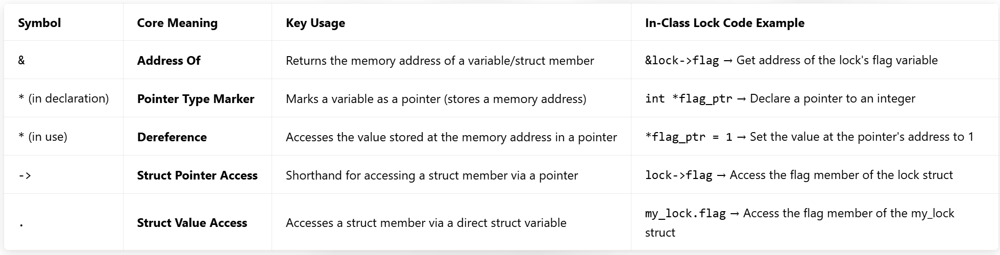 Symbol Core Meaning Key Usage In-Class Lock Code Example
& Address Of Returns the memory address of a variable/struct member &lock->flag → Get address of the lock's flag variable
* (in declaration) Pointer Type Marker Marks a variable as a pointer (stores a memory address) int *flag_ptr → Declare a pointer to an integer
* (in use) Dereference Accesses the value stored at the memory address in a pointer *flag_ptr = 1 → Set the value at the pointer's address to 1
-> Struct Pointer Access Shorthand for accessing a struct member via a pointer lock->flag → Access the flag member of the lock struct
. Struct Value Access Accesses a struct member via a direct struct variable my_lock.flag → Access the flag member of the my_lock
struct